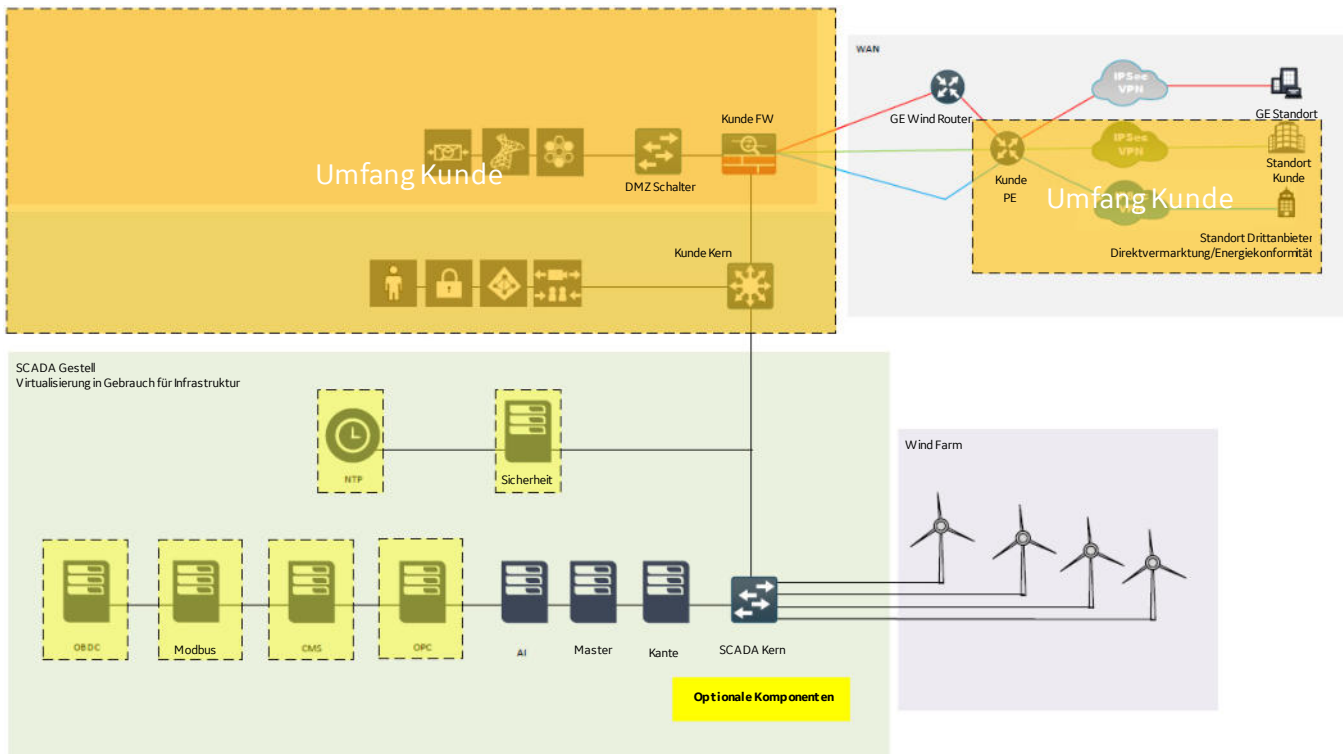 WAN
IPSec
VPN
Kunde FW
GE Wind Router
GE Standort
Umfang Kunde
DMZ Schalter
IPSec
VPN
Standort
Kunde
Kunde
PE
Umfang Kunde
VPN
Standort Drittanbieter
Direktvermarktung/Energiekonformität
Kunde Kern
SCADA Gestell
Virtualisierung in Gebrauch für Infrastruktur
Wind Farm
NTP
Sicherheit
OBDC
Modbus
CMS
OPC
AI
Master
Kante
SCADA Kern
Optionale Komponenten